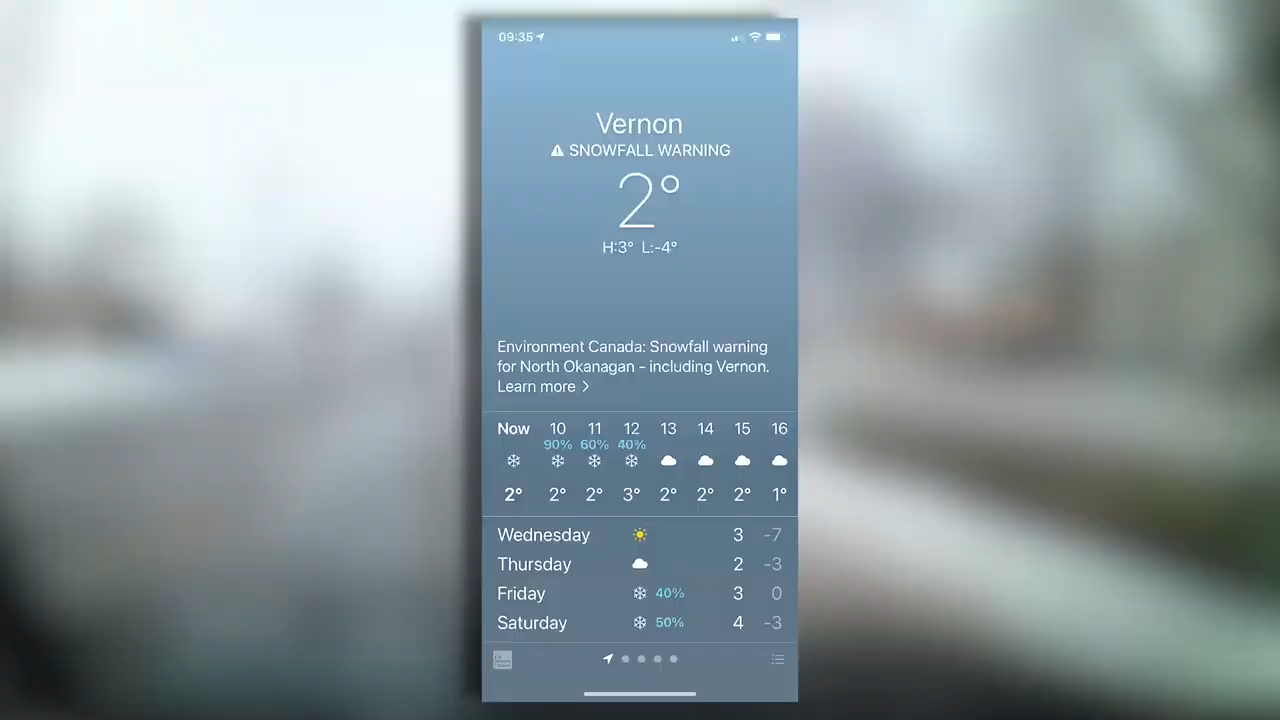 09:35
Vernon
SNOWFALL WARNING
2°
H:3° L:-4°
Environment Canada: Snowfall warning
for North Okanagan - including Vernon.
Learn more >
Now 10 11 12 13 14 15 16
90% 60% 40%
2° 2° 2° 3° 2° 2° 2° 1°
Wednesday 3 -7
Thursday 2 -3
Friday 40% 3 0
Saturday 50% 4 -3